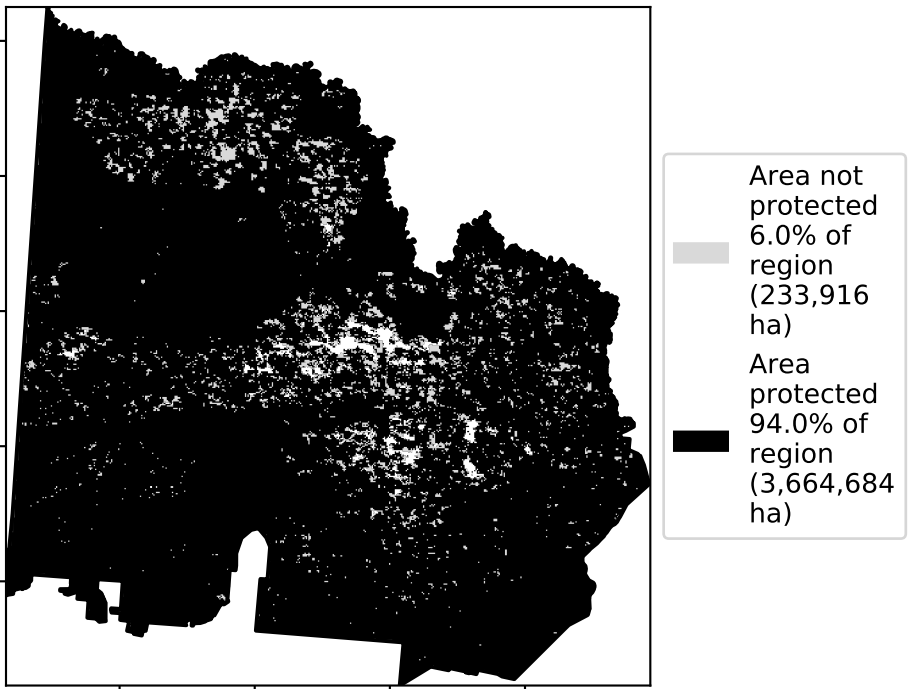 Area not
protected
6.0% of
region
(233,916
ha)
Area
protected
94.0% of
region
(3,664,684
ha)